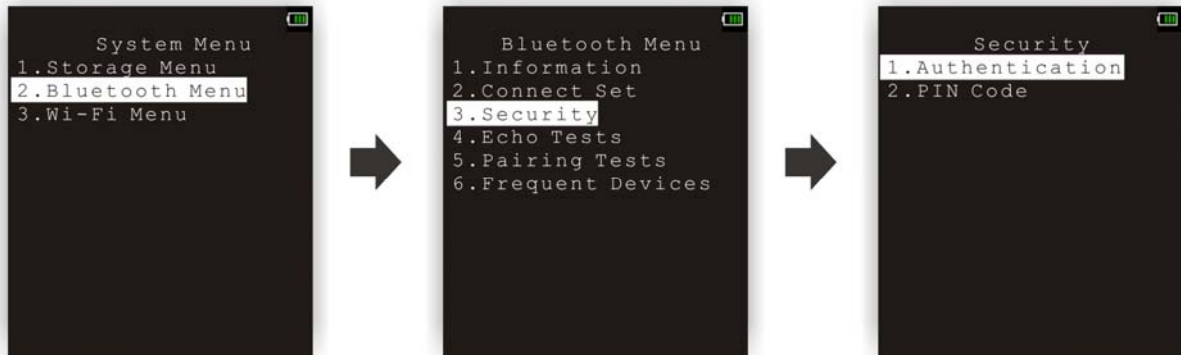 System Menu
1.Storage Menu
2.Bluetooth Menu
3.Wi-Fi Menu
Bluetooth Menu
1.Information
2.Connect Set
3.Security
4.Echo Tests
5.Pairing Tests
6.Frequent Devices
Security
1.Authentication
2.PIN Code